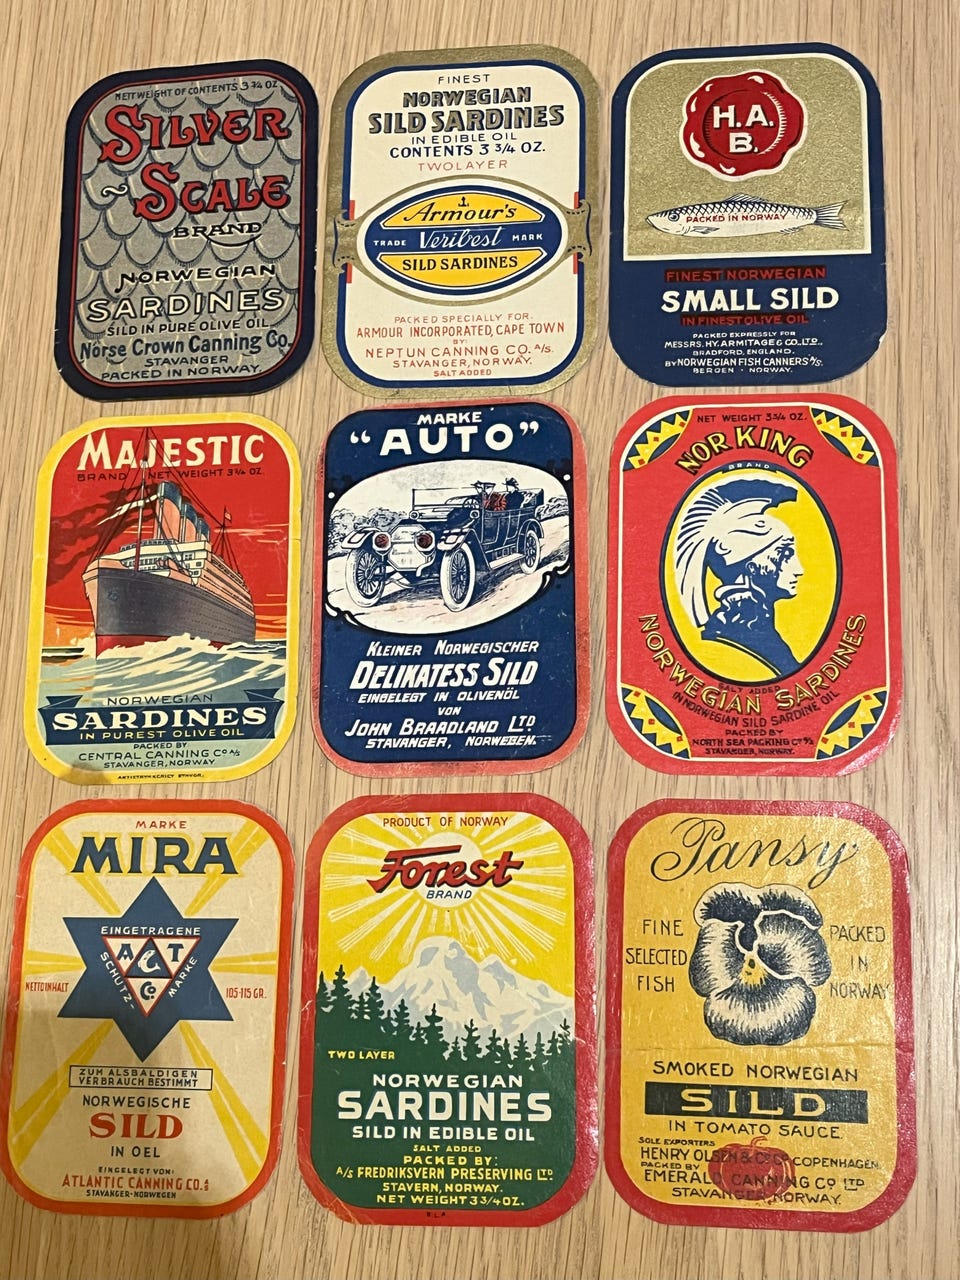 NETT WEIGHT OF CONTENTS 3 3/4 OZ.
SILVER
SCALE
BRAND
NORWEGIAN
SARDINES
SILD IN PURE OLIVE OIL
Norse Crown Canning Co.
STAVANGER
PACKED IN NORWAY.
FINEST
NORWEGIAN
SILD SARDINES
IN EDIBLE OIL
CONTENTS 3 3/4 OZ.
TWOLAYER
Armour's
TRADE Veribest MARK
SILD SARDINES
PACKED SPECIALLY FOR:
ARMOUR INCORPORATED, CAPE TOWN
BY:
NEPTUN CANNING CO. A/S.
STAVANGER, NORWAY.
SALT ADDED
H.A.
B.
PACKED IN NORWAY
FINEST NORWEGIAN
SMALL SILD
IN FINEST OLIVE OIL
PACKED EXPRESSLY FOR
MESSRS. HY. ARMITAGE & CO. LTD.,
BRADFORD, ENGLAND.
BY NORWEGIAN FISH CANNERS A/S.
BERGEN - NORWAY.
MAJESTIC
BRAND NET WEIGHT 3 3/4 OZ.
NORWEGIAN
SARDINES
IN PUREST OLIVE OIL
PACKED BY
CENTRAL CANNING CO A/S
STAVANGER, NORWAY
MARKE
"AUTO"
KLEINER NORWEGISCHER
DELIKATESS SILD
EINGELEGT IN OLIVENÖL
VON
JOHN BRAADLAND LTD
STAVANGER, NORWEGEN.
NET WEIGHT 3 3/4 OZ.
NOR KING
BRAND
NORWEGIAN SARDINES
SALT ADDED
IN NORWEGIAN SILD SARDINE OIL
PACKED BY
NORTH SEA PACKING CO A/S
STAVANGER, NORWAY.
MARKE
MIRA
EINGETRAGENE
SCHUTZ-
MARKE
A C T
Co.
NETTOINHALT
105-115 GR.
ZUM ALSBALDIGEN
VERBRAUCH BESTIMMT
NORWEGISCHE
SILD
IN OEL
EINGELEGT VON:
ATLANTIC CANNING CO. A/S
STAVANGER-NORWEGEN
PRODUCT OF NORWAY
Forest
BRAND
TWO LAYER
NORWEGIAN
SARDINES
SILD IN EDIBLE OIL
SALT ADDED
PACKED BY:
A/S FREDRIKSVERN PRESERVING LTD
STAVERN, NORWAY.
NET WEIGHT 3 3/4 OZ.
Pansy
FINE
SELECTED
FISH
PACKED
IN
NORWAY
SMOKED NORWEGIAN
SILD
IN TOMATO SAUCE
SOLE EXPORTERS
HENRY OLSEN & CO COPENHAGEN
PACKED BY
EMERALD CANNING CO LTD
STAVANGER, NORWAY.